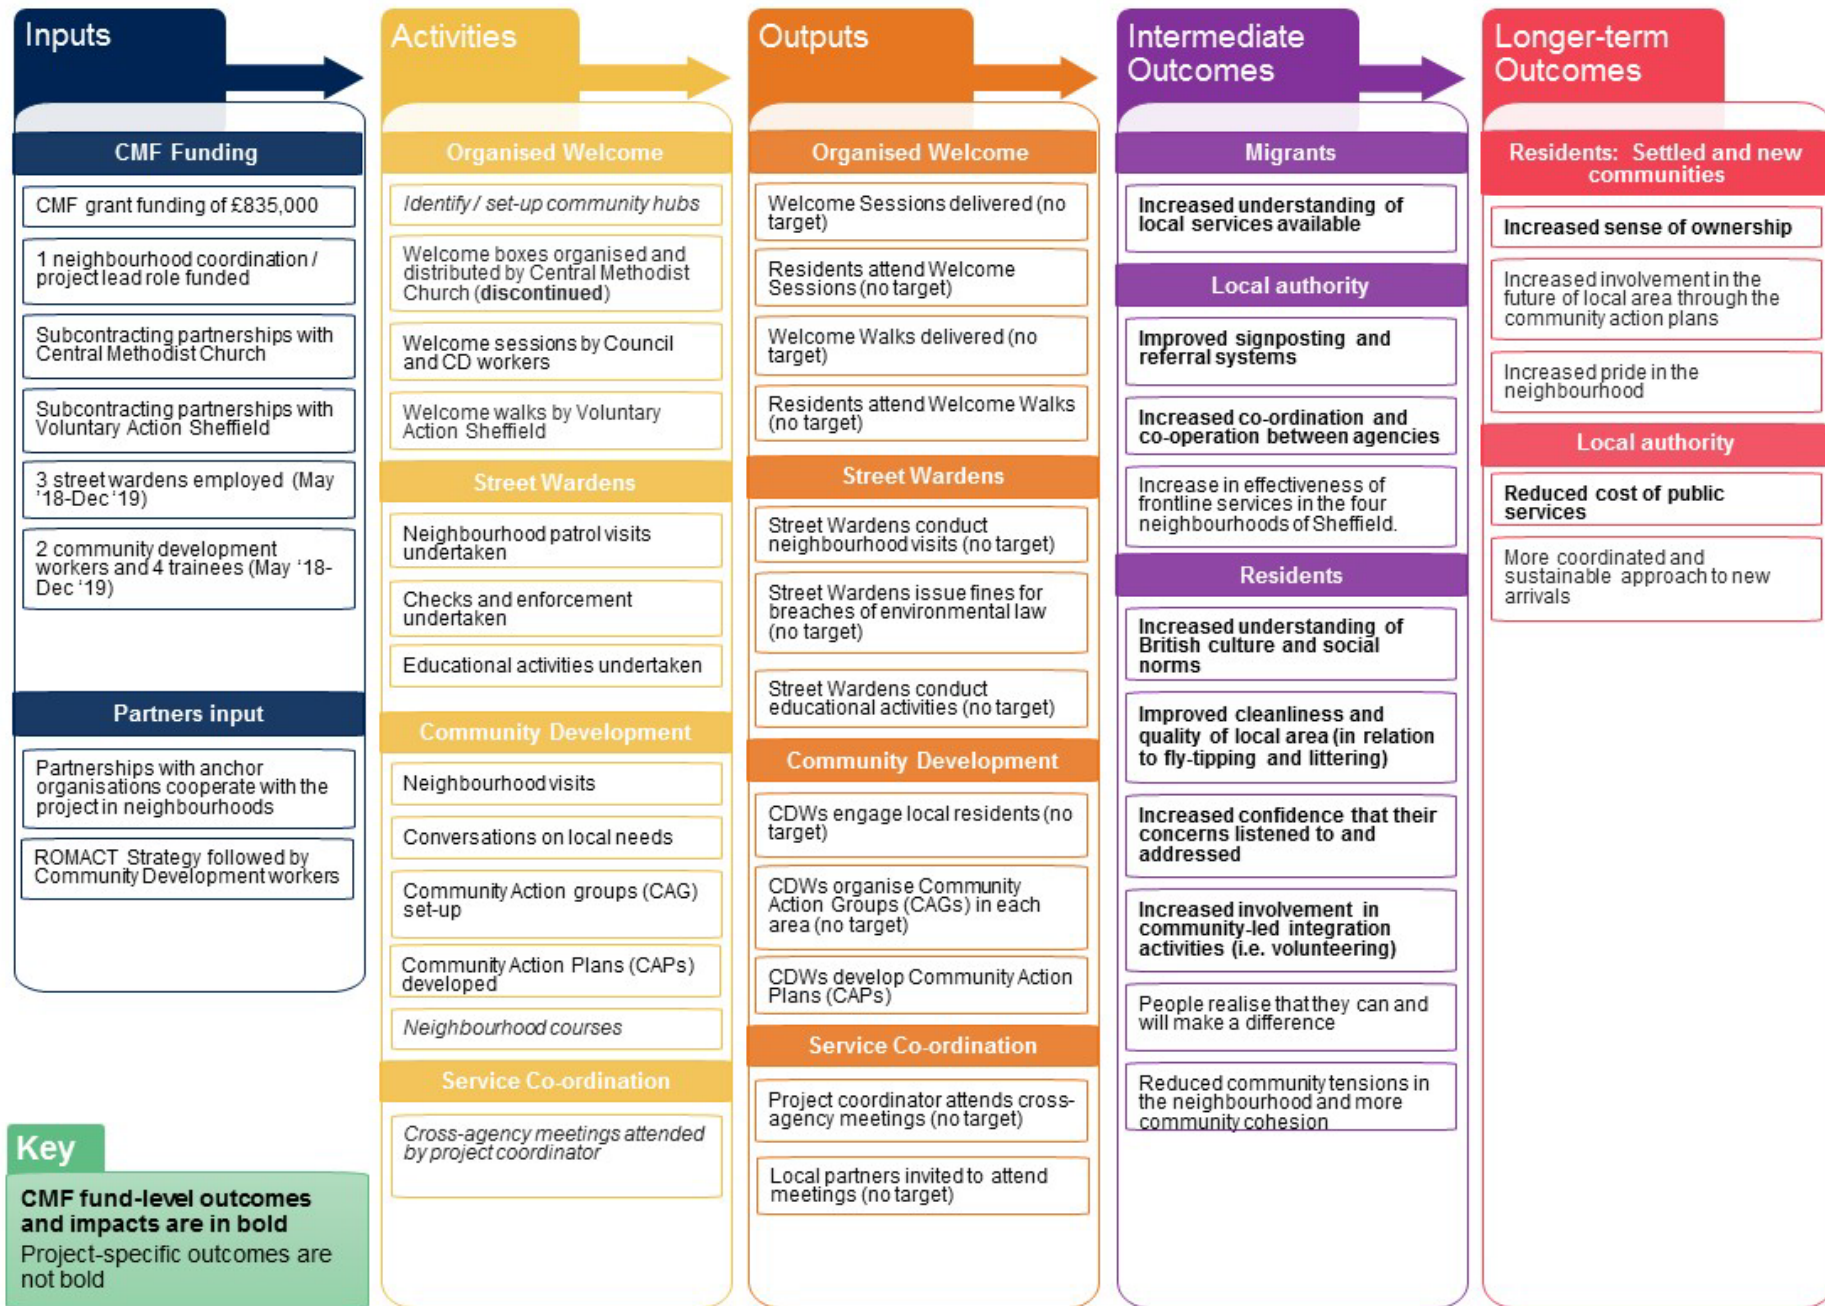 Inputs
CMF Funding
CMF grant funding of £835,000
1 neighbourhood coordination /
project lead role funded
Subcontracting partnerships with
Central Methodist Church
Subcontracting partnerships with
Voluntary Action Sheffield
3 street wardens employed (May
'18-Dec '19)
2 community development
workers and 4 trainees (May '18-
Dec '19)
Partners input
Partnerships with anchor
organisations cooperate with the
project in neighbourhoods
ROMACT Strategy followed by
Community Development workers
Key
CMF fund-level outcomes
and impacts are in bold
Project-specific outcomes are
not bold
Activities
Organised Welcome
Identify / set-up community hubs
Welcome boxes organised and
distributed by Central Methodist
Church (discontinued)
Welcome sessions by Council
and CD workers
Welcome walks by Voluntary
Action Sheffield
Street Wardens
Neighbourhood patrol visits
undertaken
Checks and enforcement
undertaken
Educational activities undertaken
Community Development
Neighbourhood visits
Conversations on local needs
Community Action groups (CAG)
set-up
Community Action Plans (CAPs)
developed
Neighbourhood courses
Service Co-ordination
Cross-agency meetings attended
by project coordinator
Outputs
Organised Welcome
Welcome Sessions delivered (no
target)
Residents attend Welcome
Sessions (no target)
Welcome Walks delivered (no
target)
Residents attend Welcome Walks
(no target)
Street Wardens
Street Wardens conduct
neighbourhood visits (no target)
Street Wardens issue fines for
breaches of environmental law
(no target)
Street Wardens conduct
educational activities (no target)
Community Development
CDWs engage local residents (no
target)
CDWs organise Community
Action Groups (CAGs) in each
area (no target)
CDWs develop Community Action
Plans (CAPs)
Service Co-ordination
Project coordinator attends cross-
agency meetings (no target)
Local partners invited to attend
meetings (no target)
Intermediate
Outcomes
Migrants
Increased understanding of
local services available
Local authority
Improved signposting and
referral systems
Increased co-ordination and
co-operation between agencies
Increase in effectiveness of
frontline services in the four
neighbourhoods of Sheffield.
Residents
Increased understanding of
British culture and social
norms
Improved cleanliness and
quality of local area (in relation
to fly-tipping and littering)
Increased confidence that their
concerns listened to and
addressed
Increased involvement in
community-led integration
activities (i.e. volunteering)
People realise that they can and
will make a difference
Reduced community tensions in
the neighbourhood and more
community cohesion
Longer-term
Outcomes
Residents: Settled and new
communities
Increased sense of ownership
Increased involvement in the
future of local area through the
community action plans
Increased pride in the
neighbourhood
Local authority
Reduced cost of public
services
More coordinated and
sustainable approach to new
arrivals